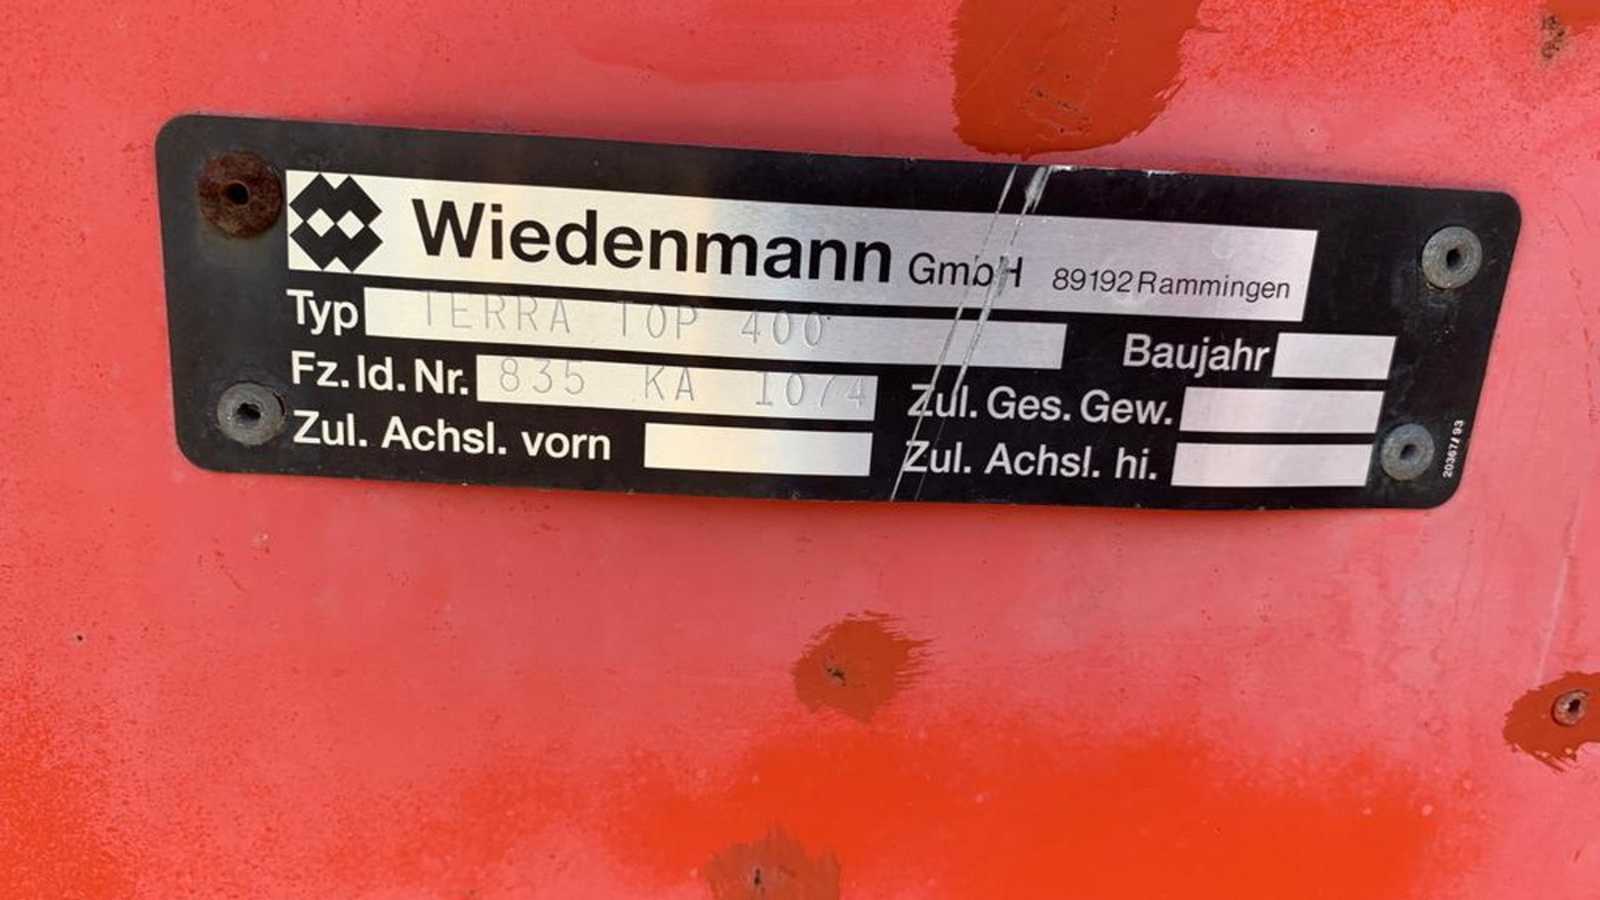 Wiedenmann GmbH 89192 Rammingen
Typ TERRA TOP 400
Baujahr
Fz. Id. Nr. 835 KA 1074
Zul. Ges. Gew.
Zul. Achsl. vorn
Zul. Achsl. hi.
20367/93